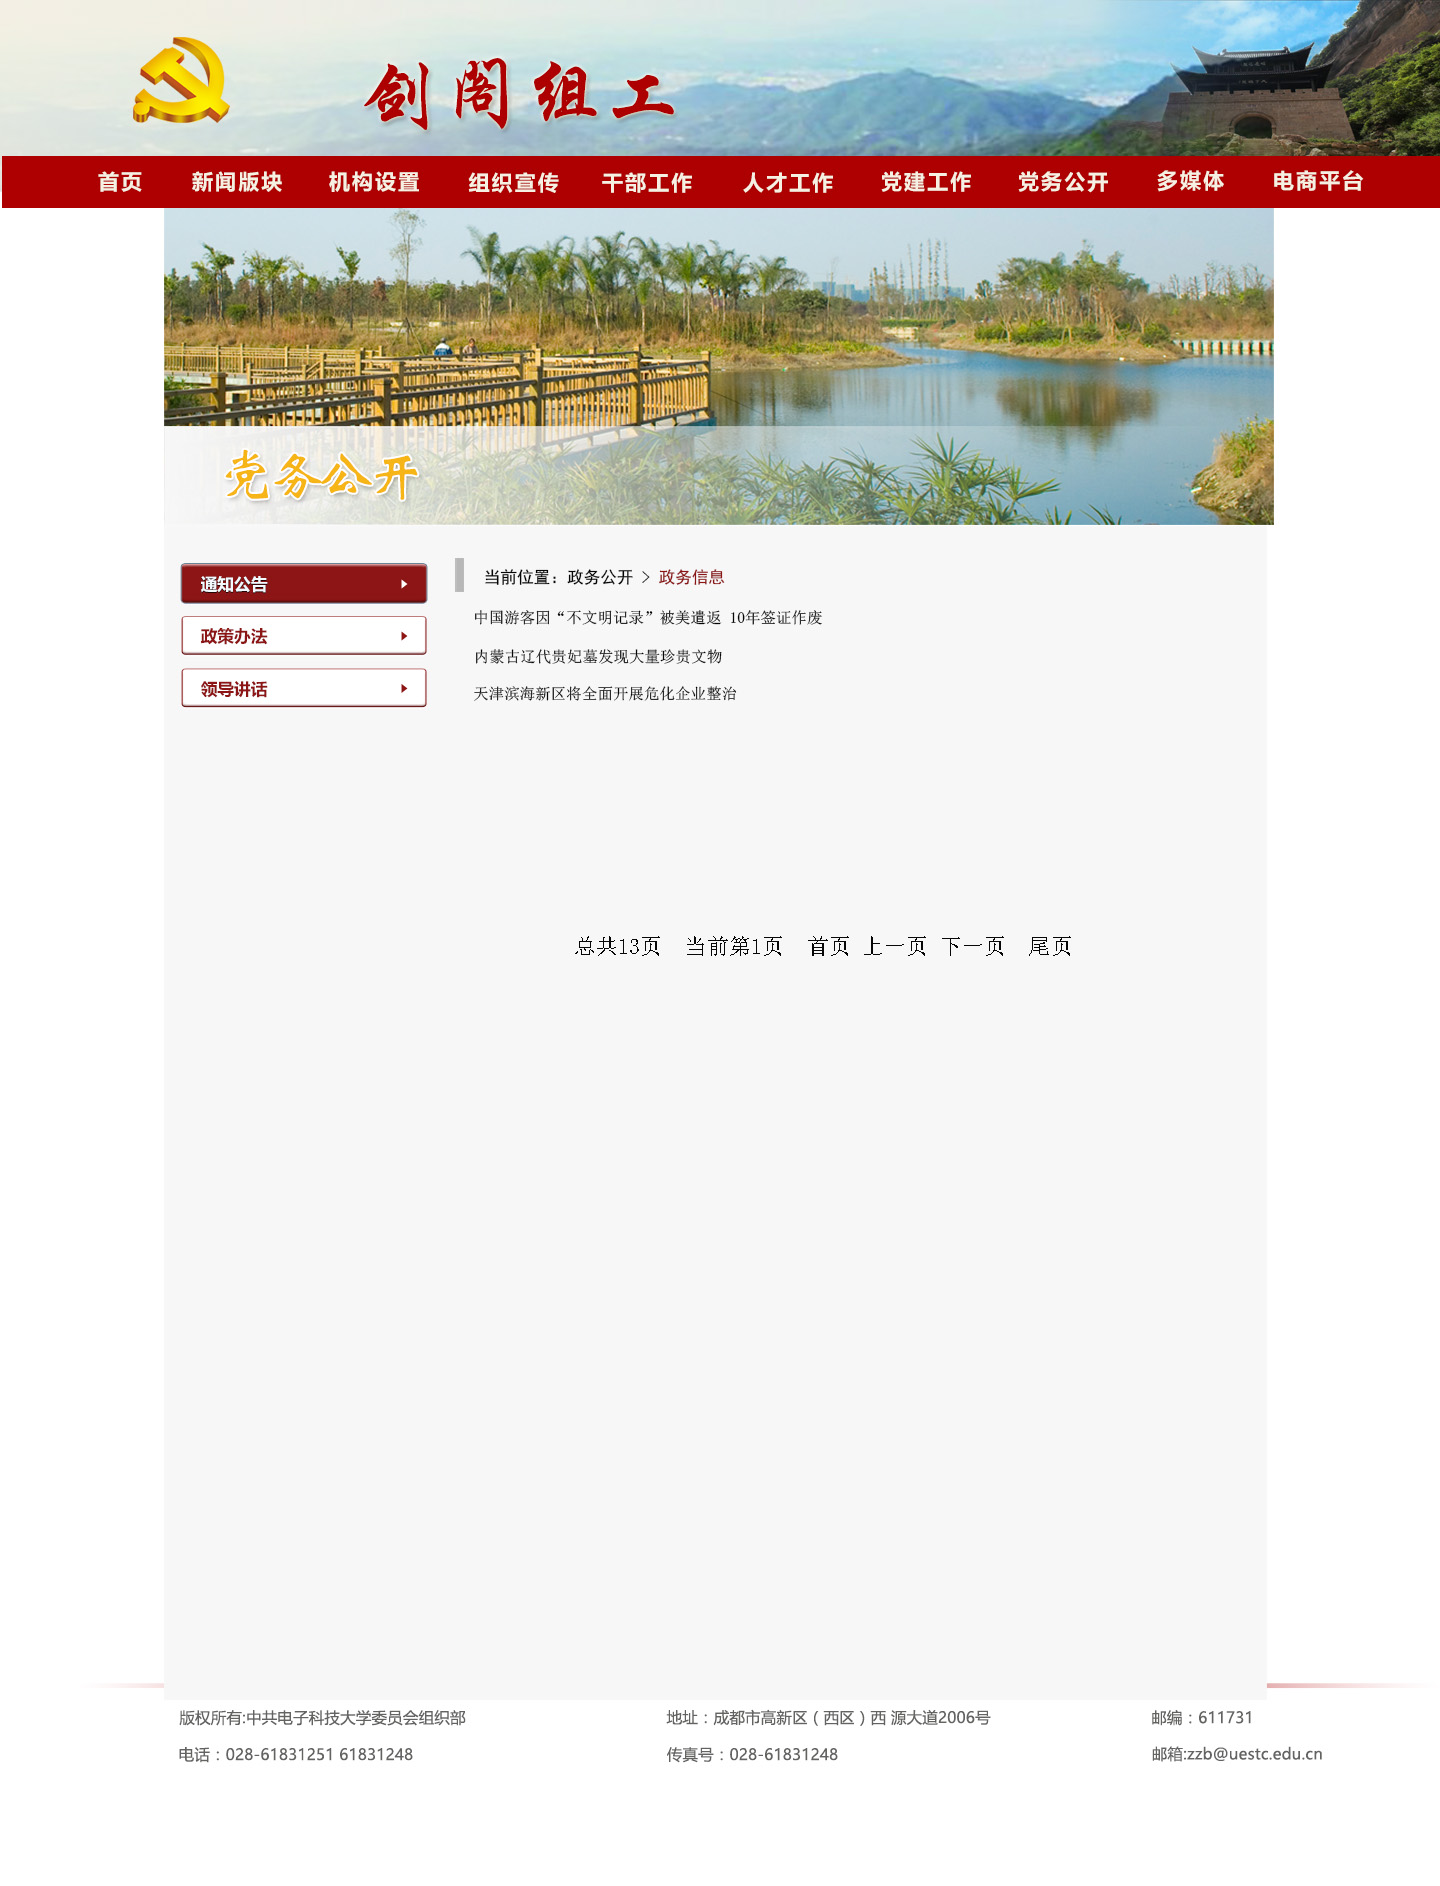 剑阁组工
首页 新闻版块 机构设置 组织宣传 干部工作 人才工作 党建工作 党务公开 多媒体 电商平台
党务公开
通知公告
政策办法
领导讲话
当前位置：政务公开 > 政务信息
中国游客因“不文明记录”被美遣返 10年签证作废
内蒙古辽代贵妃墓发现大量珍贵文物
天津滨海新区将全面开展危化企业整治
总共13页 当前第1页 首页 上一页 下一页 尾页
版权所有:中共电子科技大学委员会组织部 地址：成都市高新区（西区）西 源大道2006号 邮编：611731
电话：028-61831251 61831248 传真号：028-61831248 邮箱:zzb@uestc.edu.cn